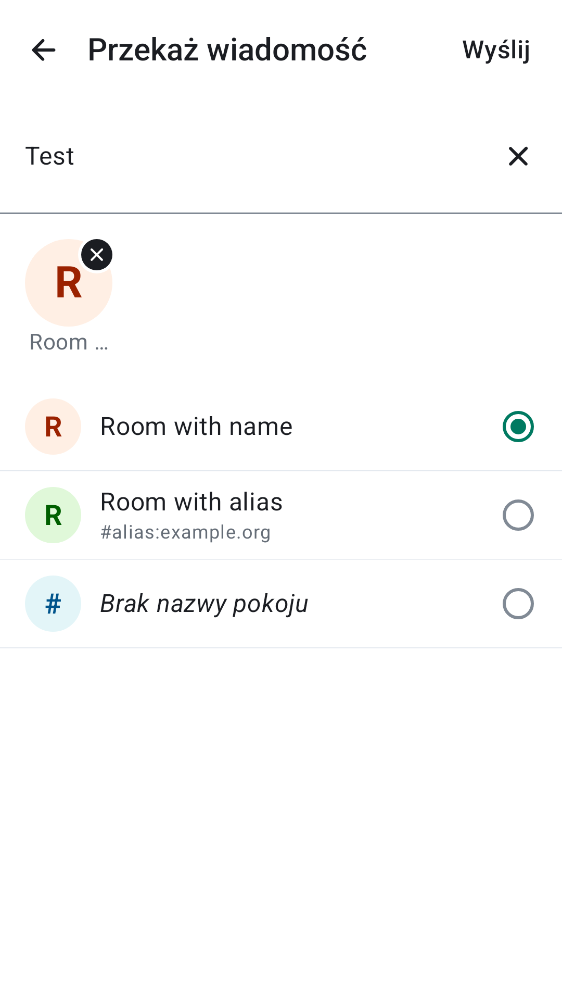 Przekaż wiadomość
Wyślij
Test
R
Room …
R
Room with name
R
Room with alias
#alias:example.org
#
Brak nazwy pokoju